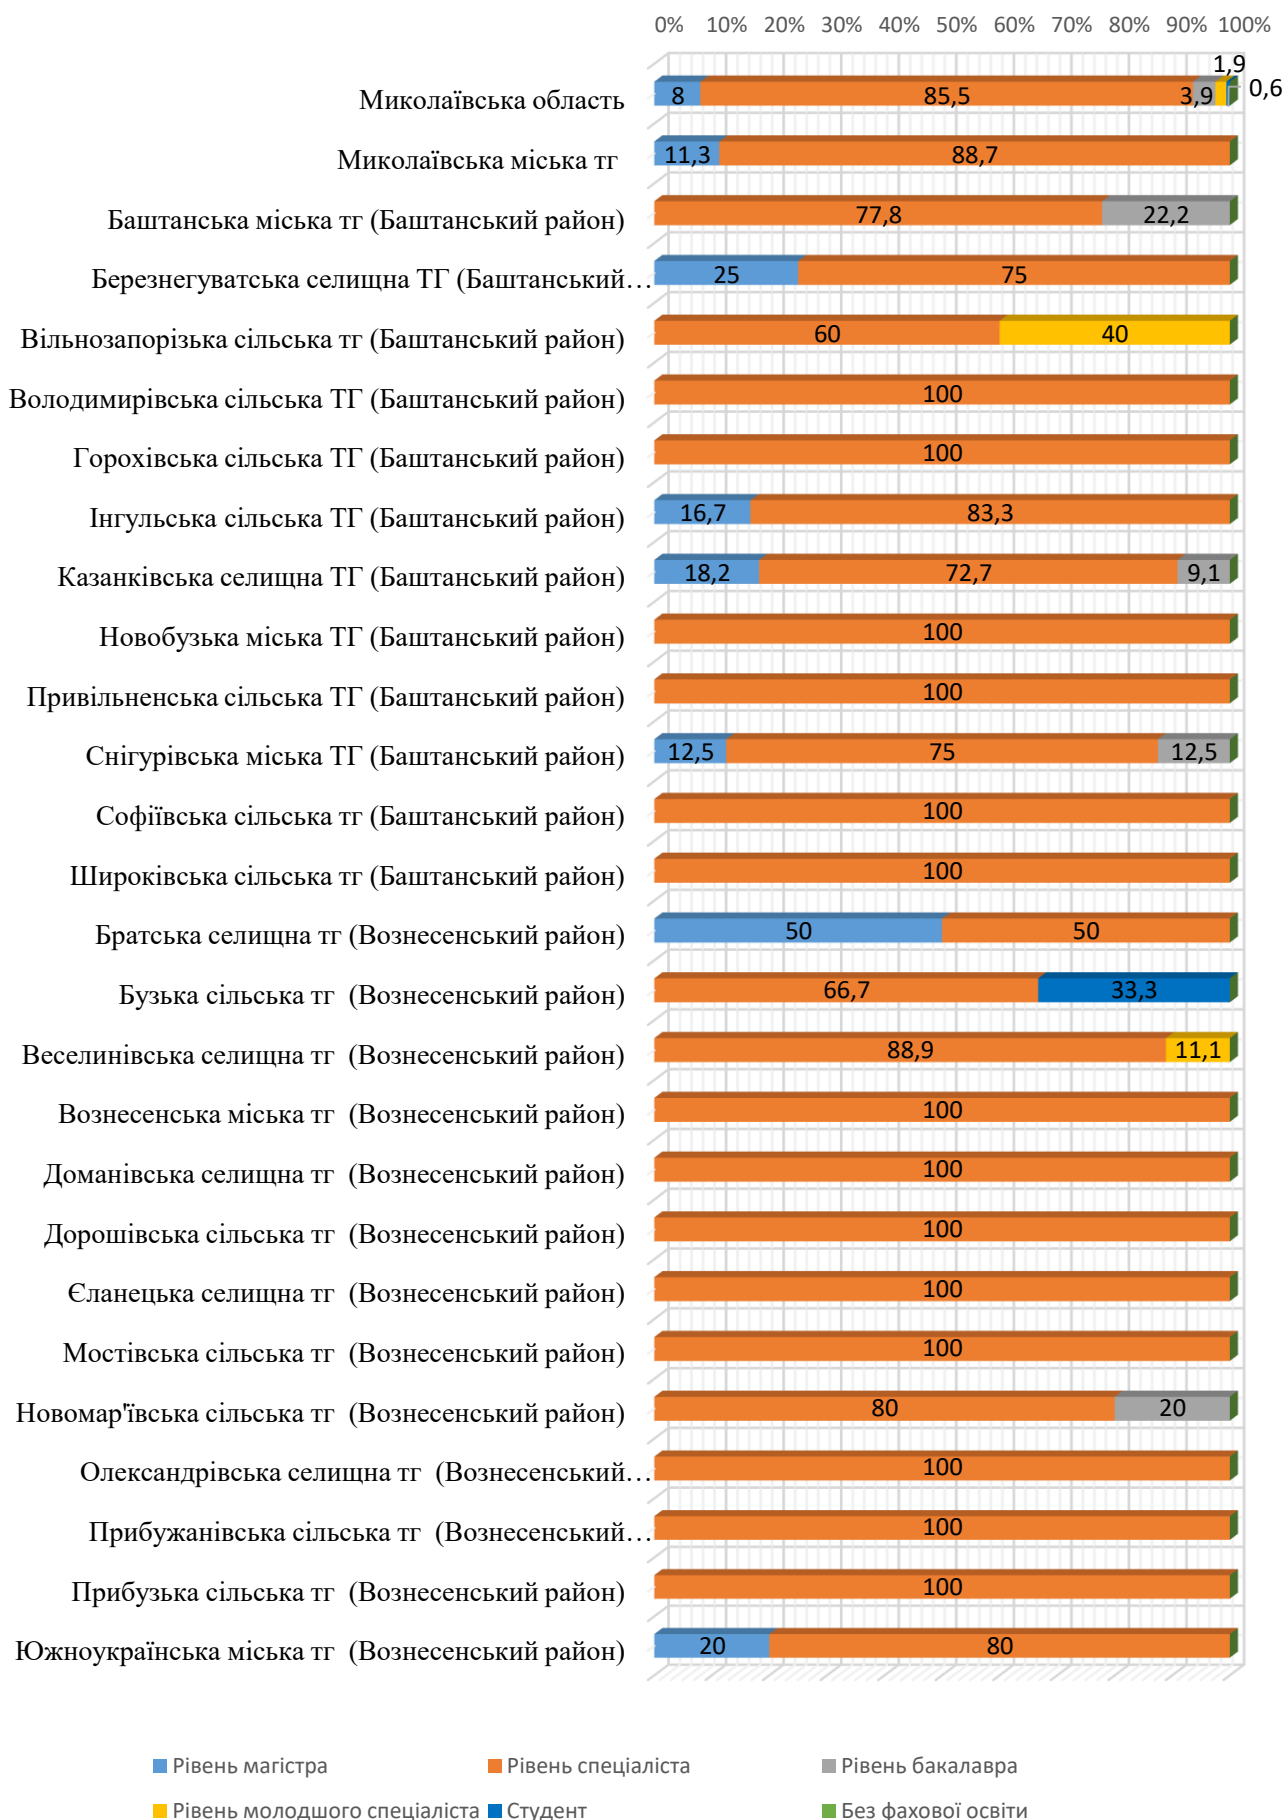 0% 10% 20% 30% 40% 50% 60% 70% 80% 90% 100%
1,9
Миколаївська область 8 85,5 3,9 0,6
Миколаївська міська тг 11,3 88,7
Баштанська міська тг (Баштанський район) 77,8 22,2
Березнегуватська селищна ТГ (Баштанський… 25 75
Вільнозапорізька сільська тг (Баштанський район) 60 40
Володимирівська сільська ТГ (Баштанський район) 100
Горохівська сільська ТГ (Баштанський район) 100
Інгульська сільська ТГ (Баштанський район) 16,7 83,3
Казанківська селищна ТГ (Баштанський район) 18,2 72,7 9,1
Новобузька міська ТГ (Баштанський район) 100
Привільненська сільська ТГ (Баштанський район) 100
Снігурівська міська ТГ (Баштанський район) 12,5 75 12,5
Софіївська сільська тг (Баштанський район) 100
Широківська сільська тг (Баштанський район) 100
Братська селищна тг (Вознесенський район) 50 50
Бузька сільська тг (Вознесенський район) 66,7 33,3
Веселинівська селищна тг (Вознесенський район) 88,9 11,1
Вознесенська міська тг (Вознесенський район) 100
Доманівська селищна тг (Вознесенський район) 100
Дорошівська сільська тг (Вознесенський район) 100
Єланецька селищна тг (Вознесенський район) 100
Мостівська сільська тг (Вознесенський район) 100
Новомар'ївська сільська тг (Вознесенський район) 80 20
Олександрівська селищна тг (Вознесенський… 100
Прибужанівська сільська тг (Вознесенський… 100
Прибузька сільська тг (Вознесенський район) 100
Южноукраїнська міська тг (Вознесенський район) 20 80
Рівень магістра Рівень спеціаліста Рівень бакалавра
Рівень молодшого спеціаліста Студент Без фахової освіти